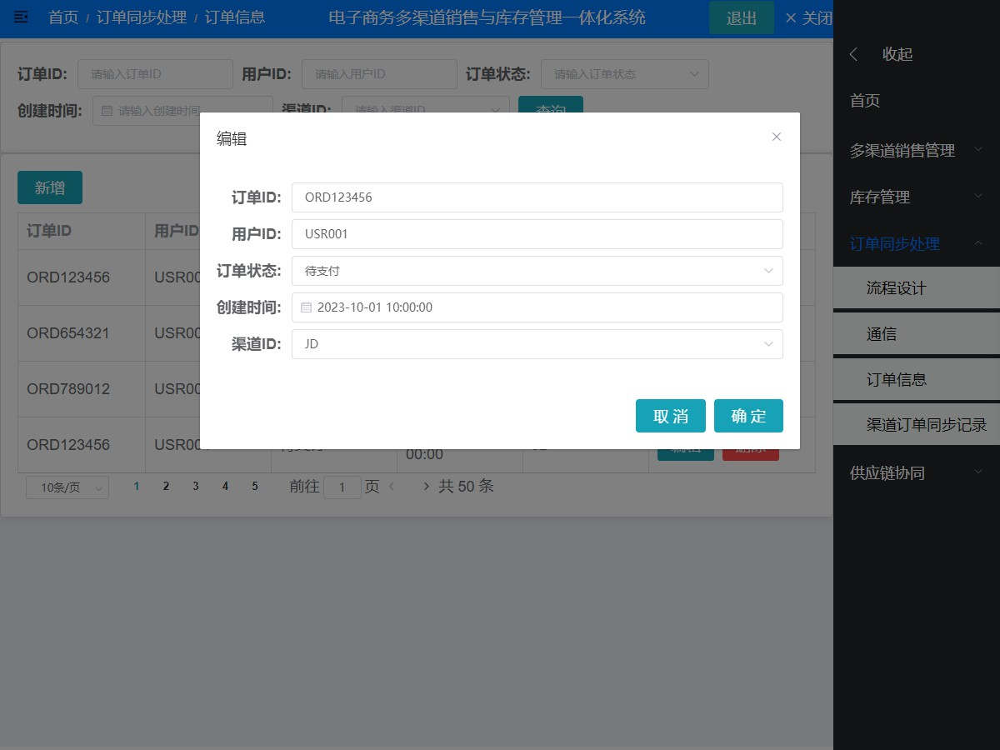 首页 / 订单同步处理 / 订单信息 电子商务多渠道销售与库存管理一体化系统 退出 × 关闭
订单ID: 请输入订单ID 用户ID: 请输入用户ID 订单状态: 请输入订单状态
创建时间: 请输入创建时间 渠道ID: 请输入渠道ID 查询
新增
订单ID 用户ID
ORD123456
ORD654321
ORD789012
ORD123456
00:00
10条/页 1 2 3 4 5 前往 1 页 共 50 条
编辑
订单ID: ORD123456
用户ID: USR001
订单状态: 待支付
创建时间: 2023-10-01 10:00:00
渠道ID: JD
取 消 确 定
收起
首页
多渠道销售管理
库存管理
订单同步处理
流程设计
通信
订单信息
渠道订单同步记录
供应链协同